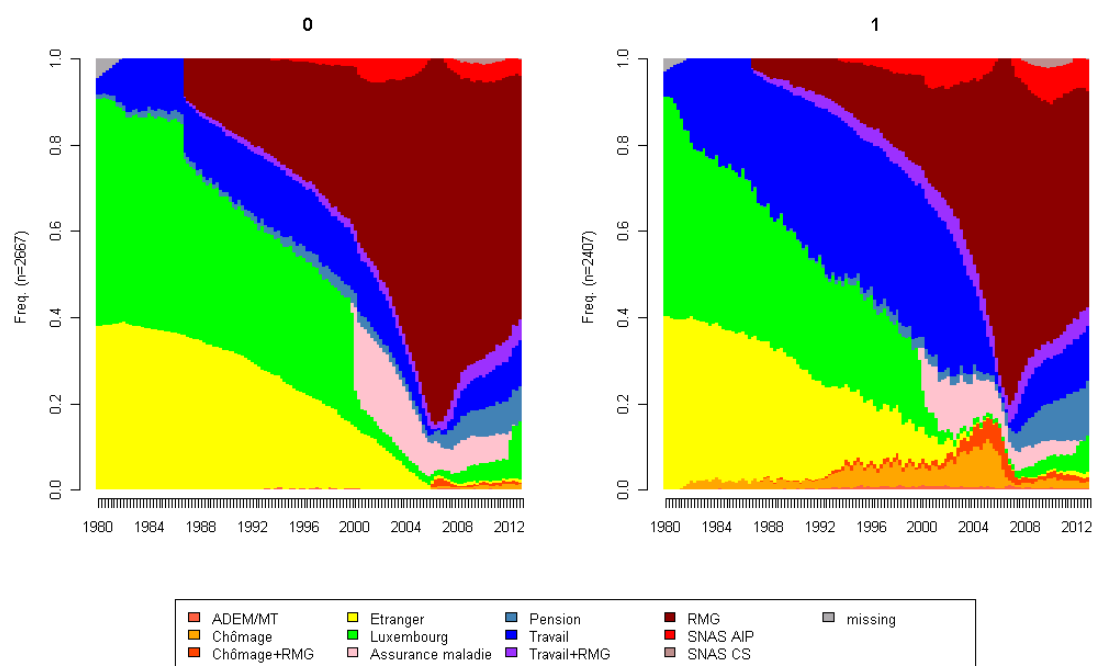 0
1
Freq. (n=2667)
0.0 0.2 0.4 0.6 0.8 1.0
1980 1984 1988 1992 1996 2000 2004 2008 2012
Freq. (n=2407)
0.0 0.2 0.4 0.6 0.8 1.0
1980 1984 1988 1992 1996 2000 2004 2008 2012
ADEM/MT
Chômage
Chômage+RMG
Etranger
Luxembourg
Assurance maladie
Pension
Travail
Travail+RMG
RMG
SNAS AIP
SNAS CS
missing